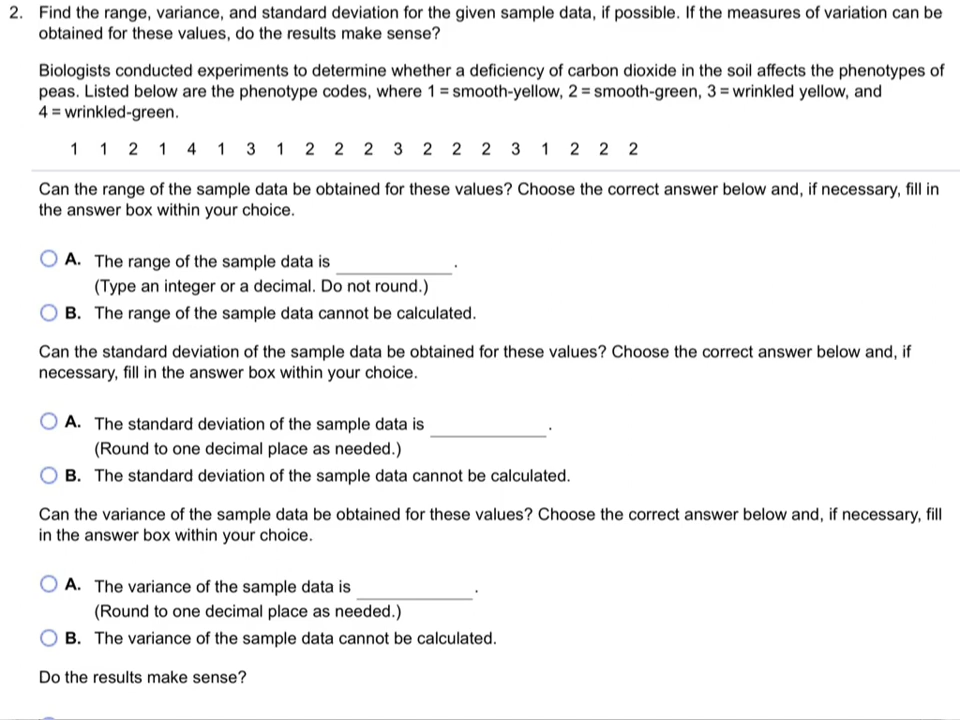 2. Find the range, variance, and standard deviation for the given sample data, if possible. If the measures of variation can be
obtained for these values, do the results make sense?
Biologists conducted experiments to determine whether a deficiency of carbon dioxide in the soil affects the phenotypes of
peas. Listed below are the phenotype codes, where 1 = smooth-yellow, 2 = smooth-green, 3 = wrinkled yellow, and
4 = wrinkled-green.
1 1 2 1 4 1 3 1 2 2 2 3 2 2 2 3 1 2 2 2
Can the range of the sample data be obtained for these values? Choose the correct answer below and, if necessary, fill in
the answer box within your choice.
A. The range of the sample data is ____________.
(Type an integer or a decimal. Do not round.)
B. The range of the sample data cannot be calculated.
Can the standard deviation of the sample data be obtained for these values? Choose the correct answer below and, if
necessary, fill in the answer box within your choice.
A. The standard deviation of the sample data is ____________.
(Round to one decimal place as needed.)
B. The standard deviation of the sample data cannot be calculated.
Can the variance of the sample data be obtained for these values? Choose the correct answer below and, if necessary, fill
in the answer box within your choice.
A. The variance of the sample data is ____________.
(Round to one decimal place as needed.)
B. The variance of the sample data cannot be calculated.
Do the results make sense?